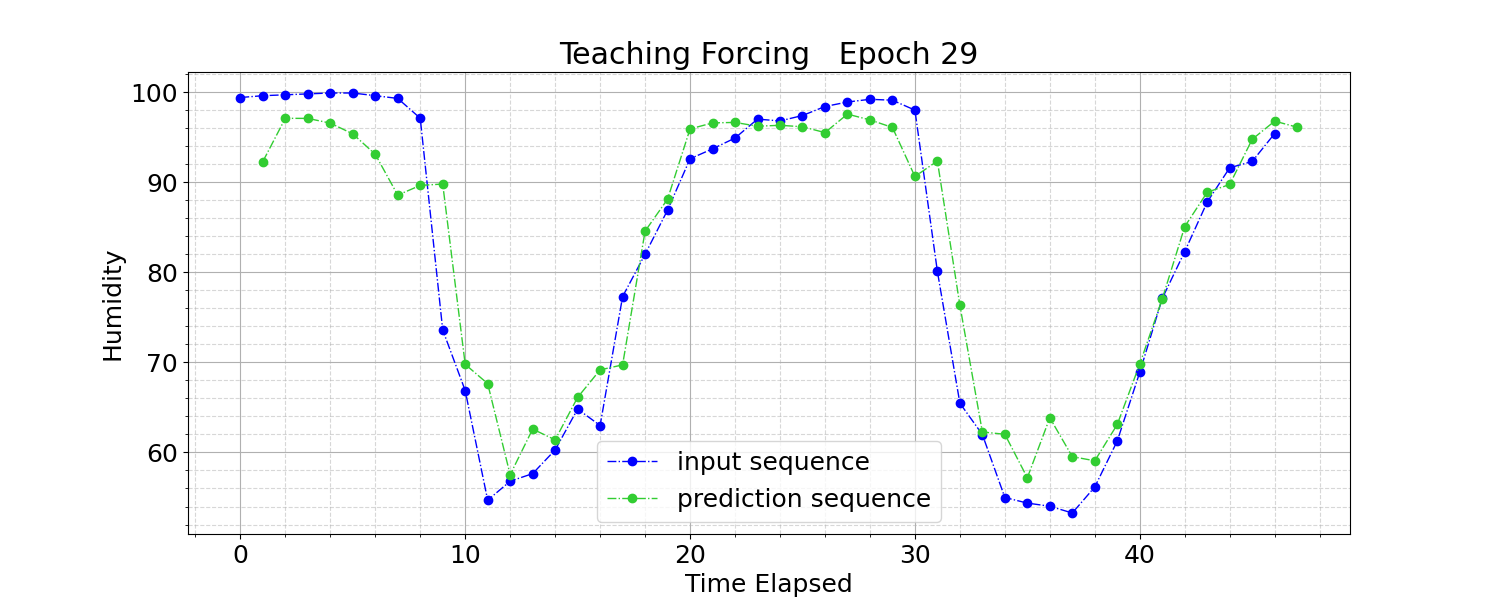 Teaching Forcing   Epoch 29
100
90
80
70
60
Humidity
input sequence
prediction sequence
0 10 20 30 40
Time Elapsed